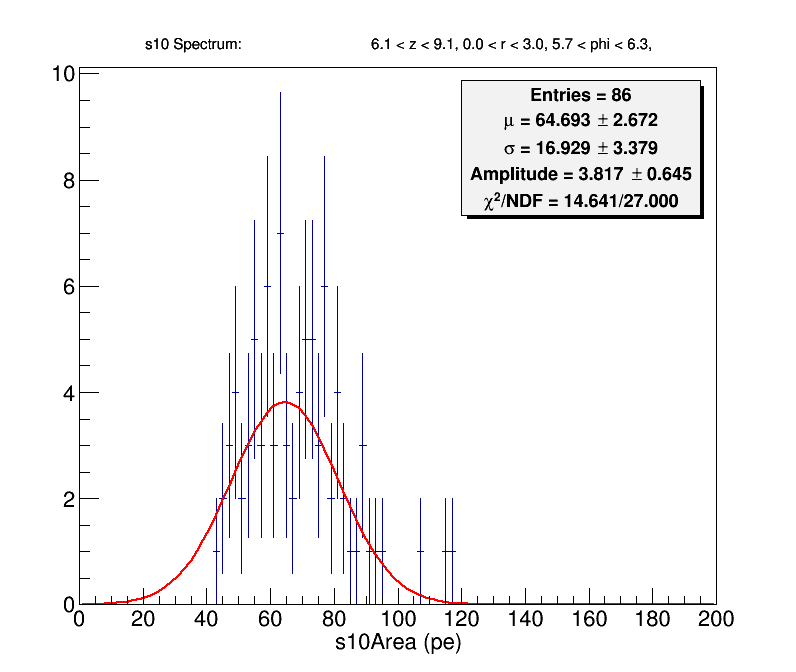 s10 Spectrum: 6.1 < z < 9.1, 0.0 < r < 3.0, 5.7 < phi < 6.3,
Entries = 86
μ = 64.693 ± 2.672
σ = 16.929 ± 3.379
Amplitude = 3.817 ± 0.645
χ²/NDF = 14.641/27.000
10
8
6
4
2
0
0 20 40 60 80 100 120 140 160 180 200
s10Area (pe)